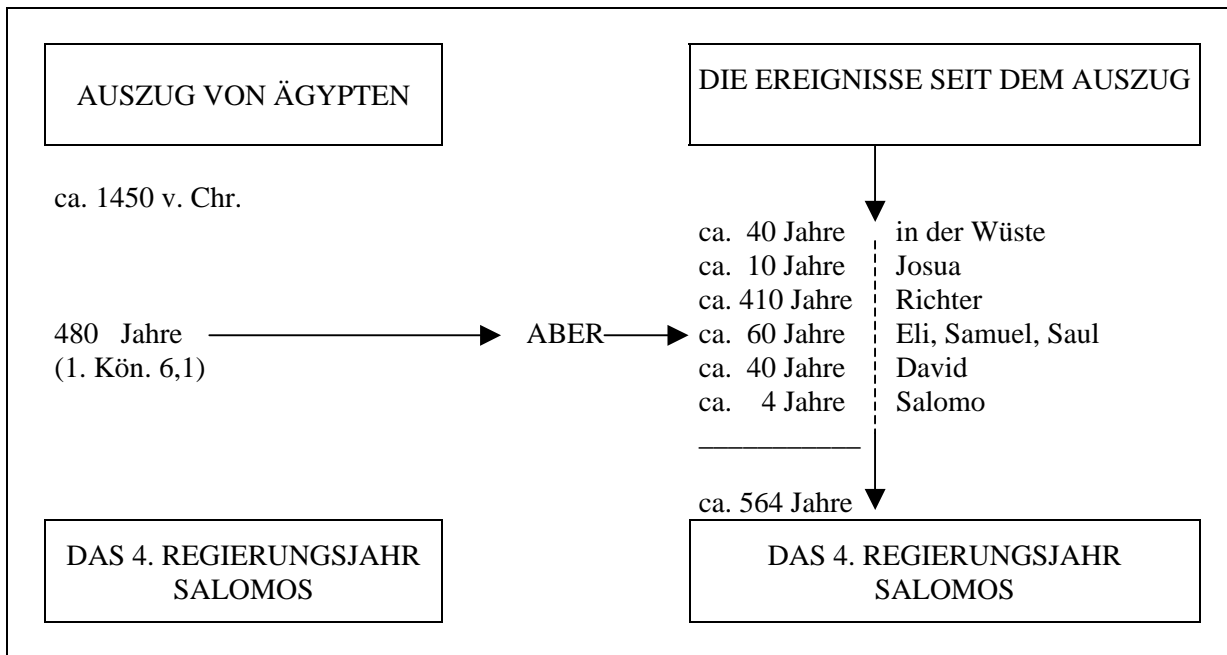 AUSZUG VON ÄGYPTEN
ca. 1450 v. Chr.
480 Jahre
(1. Kön. 6,1)
ABER
DAS 4. REGIERUNGSJAHR
SALOMOS
DIE EREIGNISSE SEIT DEM AUSZUG
ca. 40 Jahre in der Wüste
ca. 10 Jahre Josua
ca. 410 Jahre Richter
ca. 60 Jahre Eli, Samuel, Saul
ca. 40 Jahre David
ca. 4 Jahre Salomo
ca. 564 Jahre
DAS 4. REGIERUNGSJAHR
SALOMOS